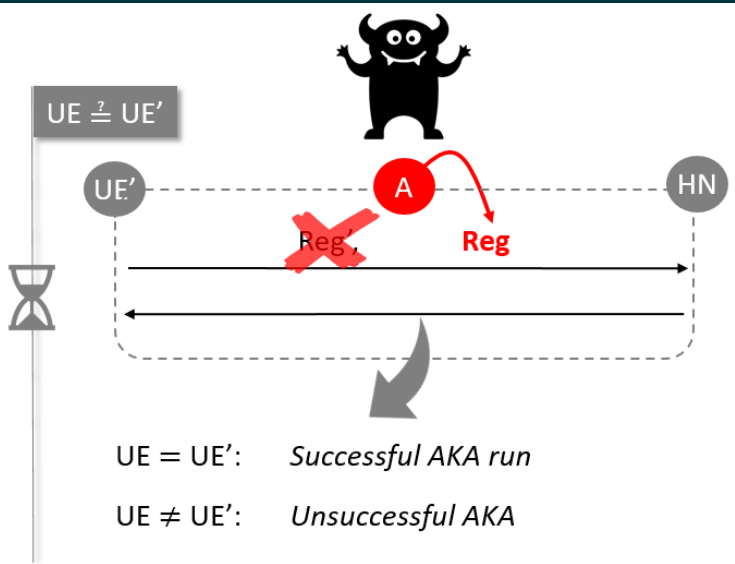 UE ≟ UE’
UE’
A
HN
Reg’,
Reg
UE = UE’: Successful AKA run
UE ≠ UE’: Unsuccessful AKA